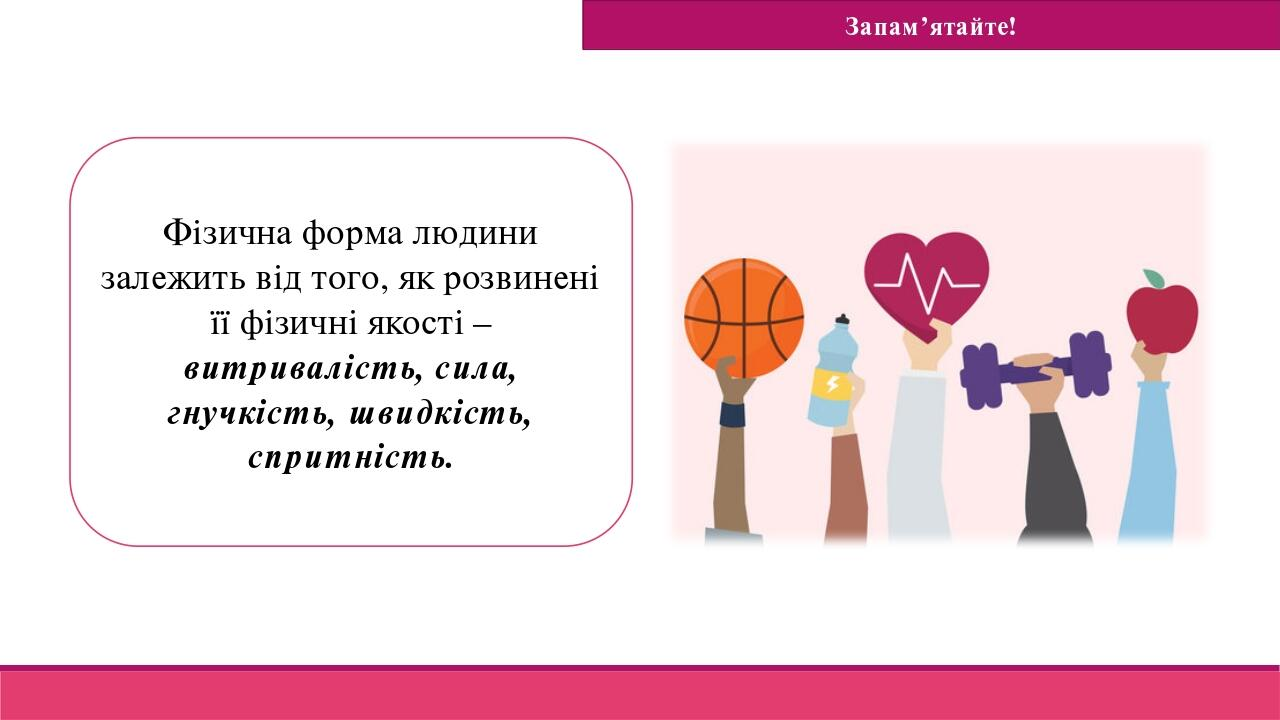 Запам’ятайте!
Фізична форма людини
залежить від того, як розвинені
її фізичні якості –
витривалість, сила,
гнучкість, швидкість,
спритність.